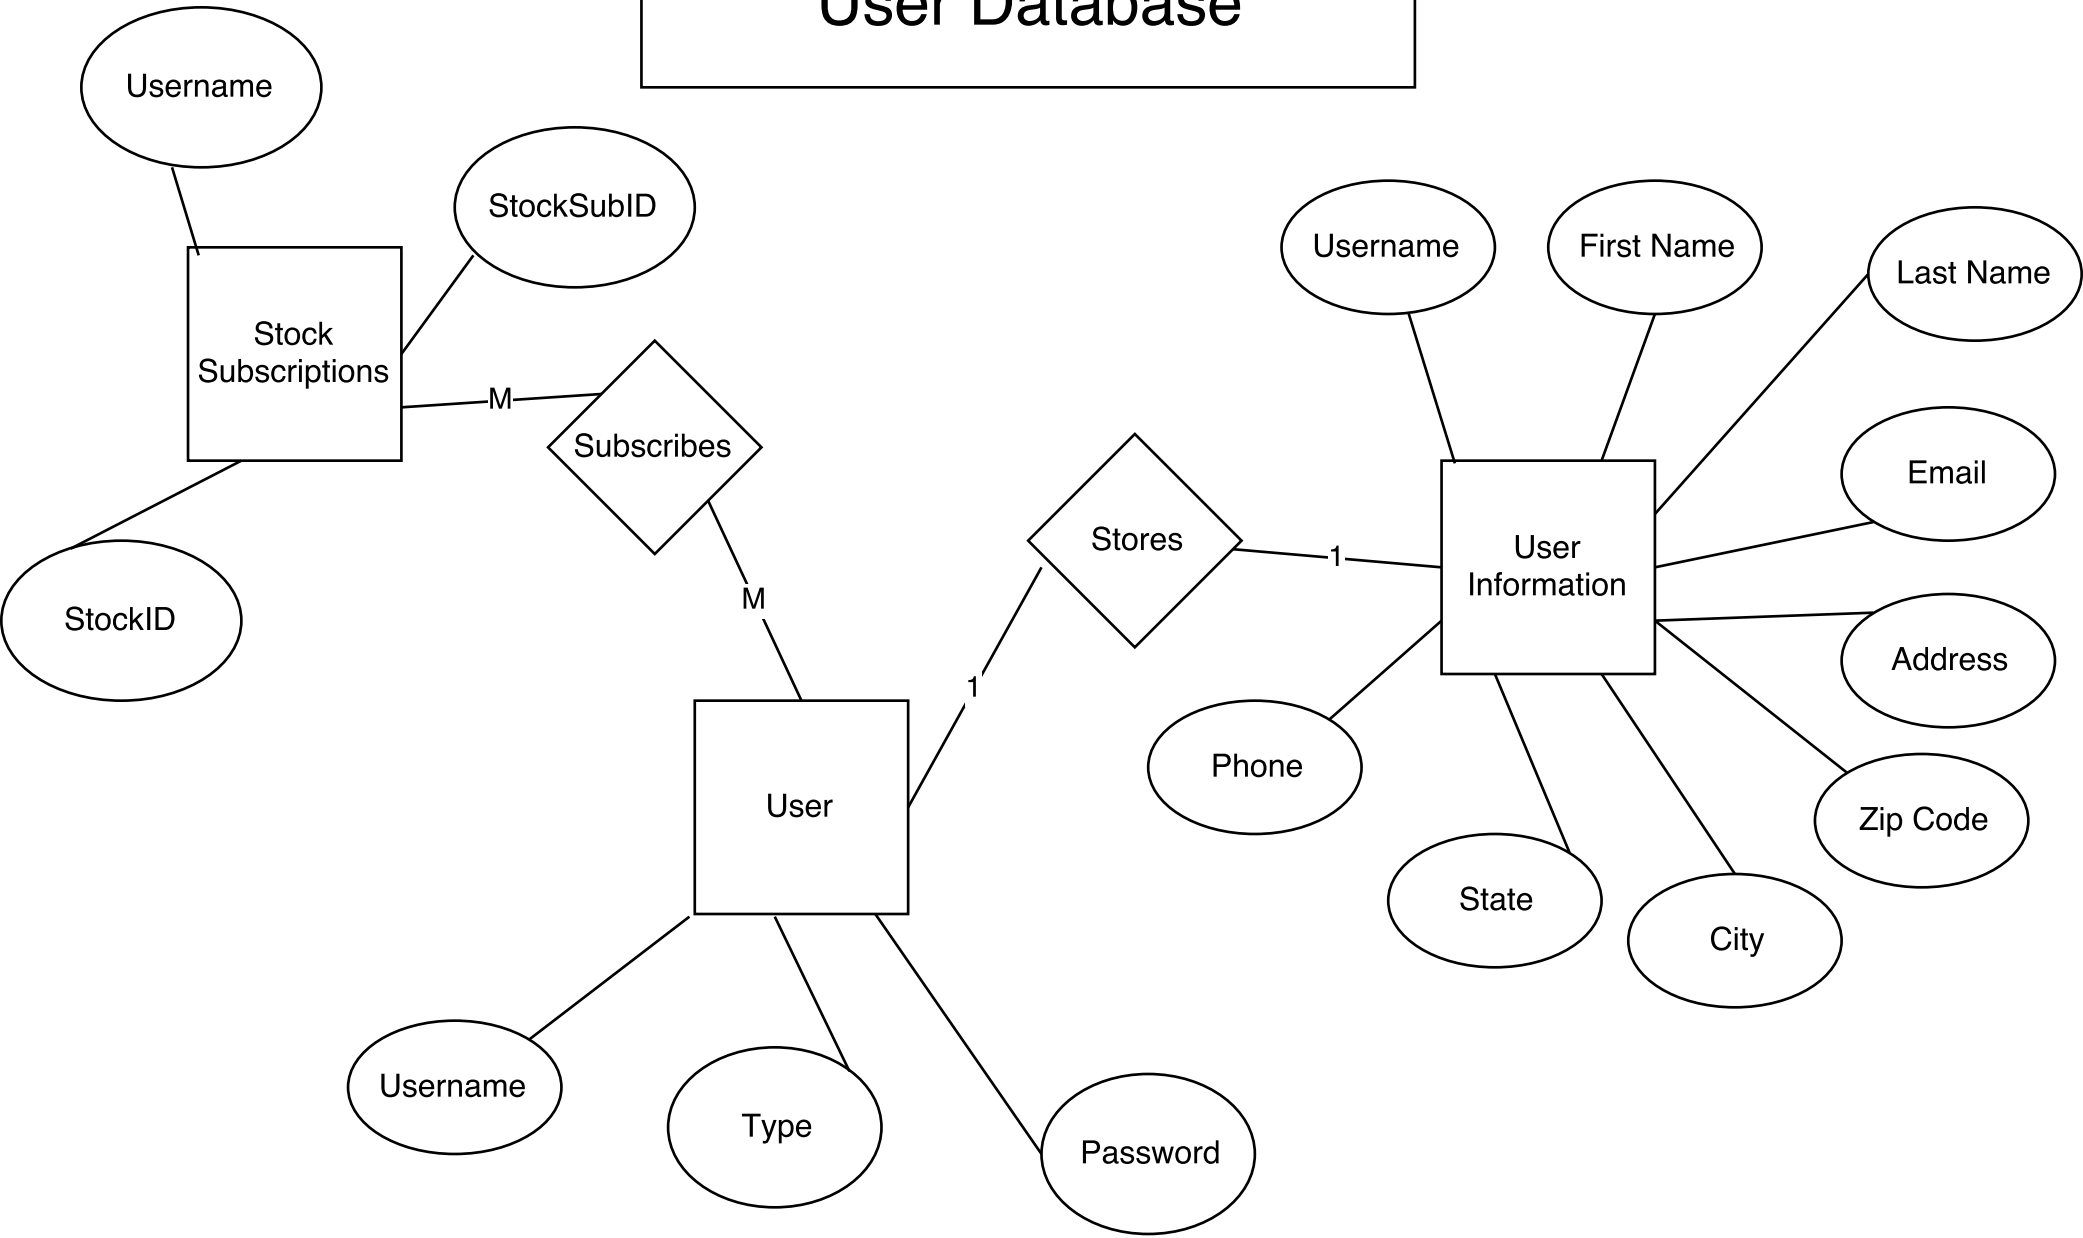 User Database
Username
StockSubID
Stock
Subscriptions
M
Subscribes
M
StockID
Username
First Name
Last Name
Email
Stores
1
User
Information
1
Address
Phone
Zip Code
User
State
City
Username
Type
Password